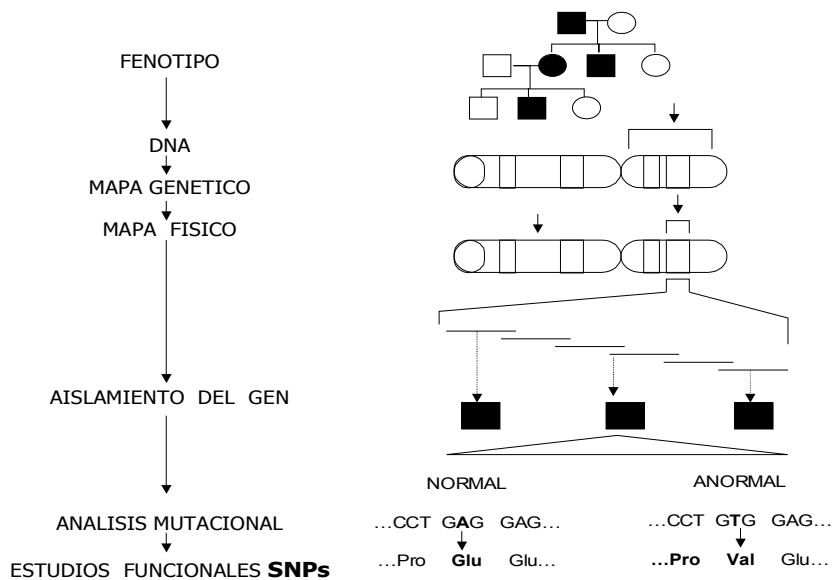 FENOTIPO
DNA
MAPA GENETICO
MAPA FISICO
AISLAMIENTO DEL GEN
NORMAL
ANORMAL
ANALISIS MUTACIONAL
...CCT GAG GAG...
...CCT GTG GAG...
ESTUDIOS FUNCIONALES SNPs
...Pro Glu Glu...
...Pro Val Glu...